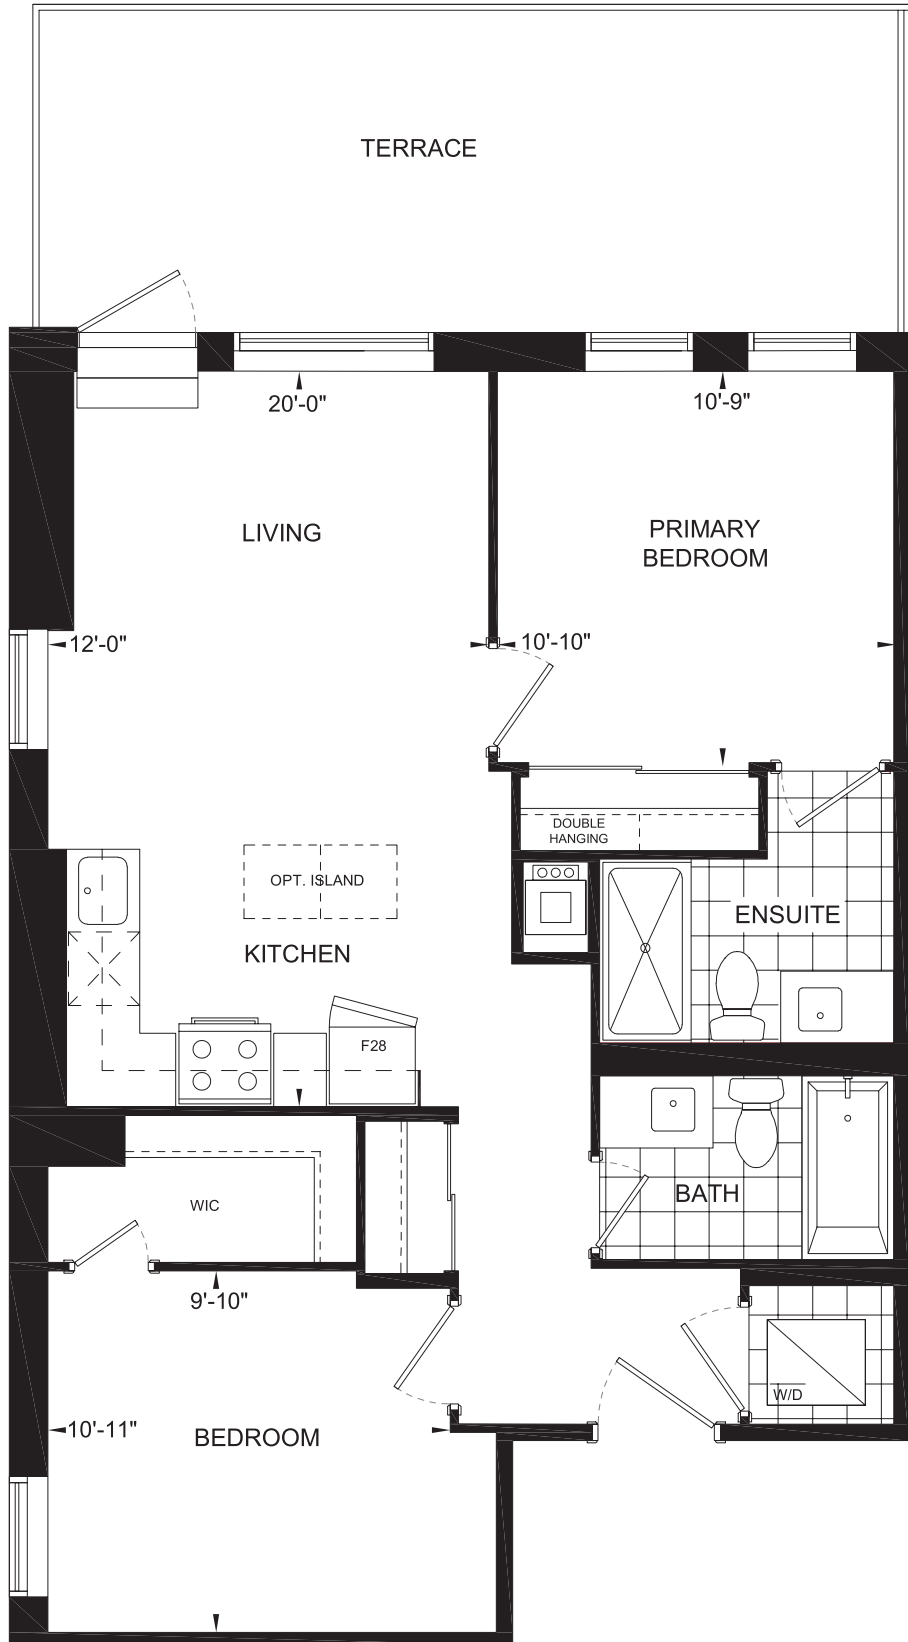 TERRACE
20'-0"
10'-9"
LIVING
PRIMARY
BEDROOM
12'-0"
10'-10"
DOUBLE
HANGING
OPT. ISLAND
ENSUITE
KITCHEN
F28
BATH
WIC
9'-10"
W/D
10'-11"
BEDROOM